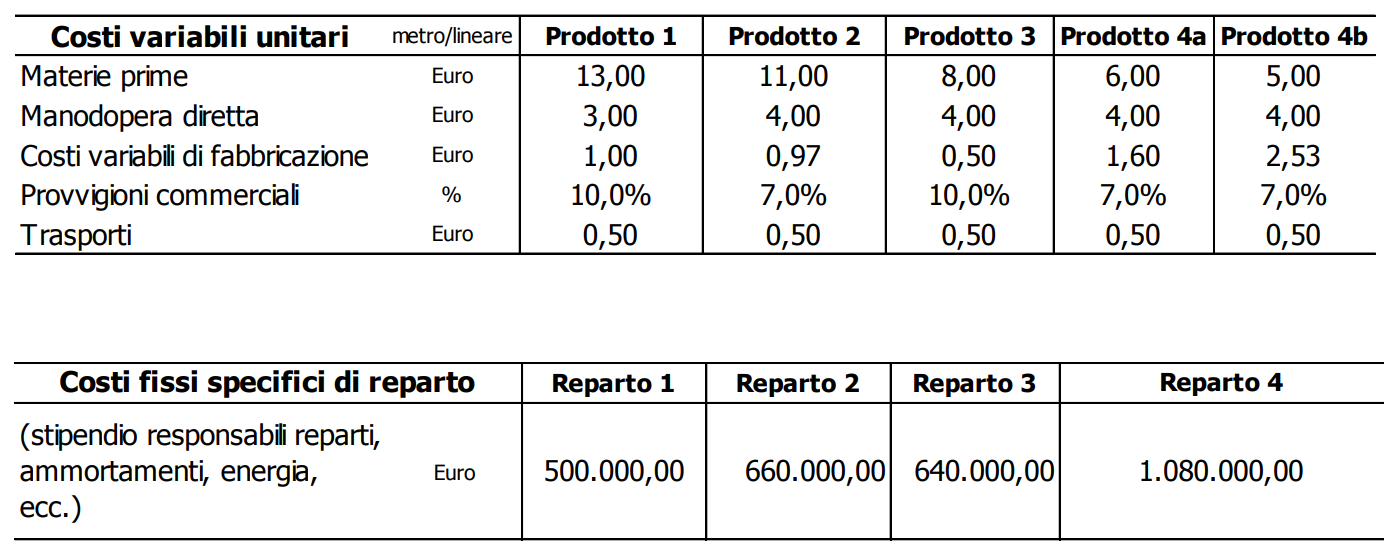 Costi variabili unitari metro/lineare Prodotto 1 Prodotto 2 Prodotto 3 Prodotto 4a Prodotto 4b
Materie prime Euro 13,00 11,00 8,00 6,00 5,00
Manodopera diretta Euro 3,00 4,00 4,00 4,00 4,00
Costi variabili di fabbricazione Euro 1,00 0,97 0,50 1,60 2,53
Provvigioni commerciali % 10,0% 7,0% 10,0% 7,0% 7,0%
Trasporti Euro 0,50 0,50 0,50 0,50 0,50
Costi fissi specifici di reparto Reparto 1 Reparto 2 Reparto 3 Reparto 4
(stipendio responsabili reparti,
ammortamenti, energia, Euro 500.000,00 660.000,00 640.000,00 1.080.000,00
ecc.)